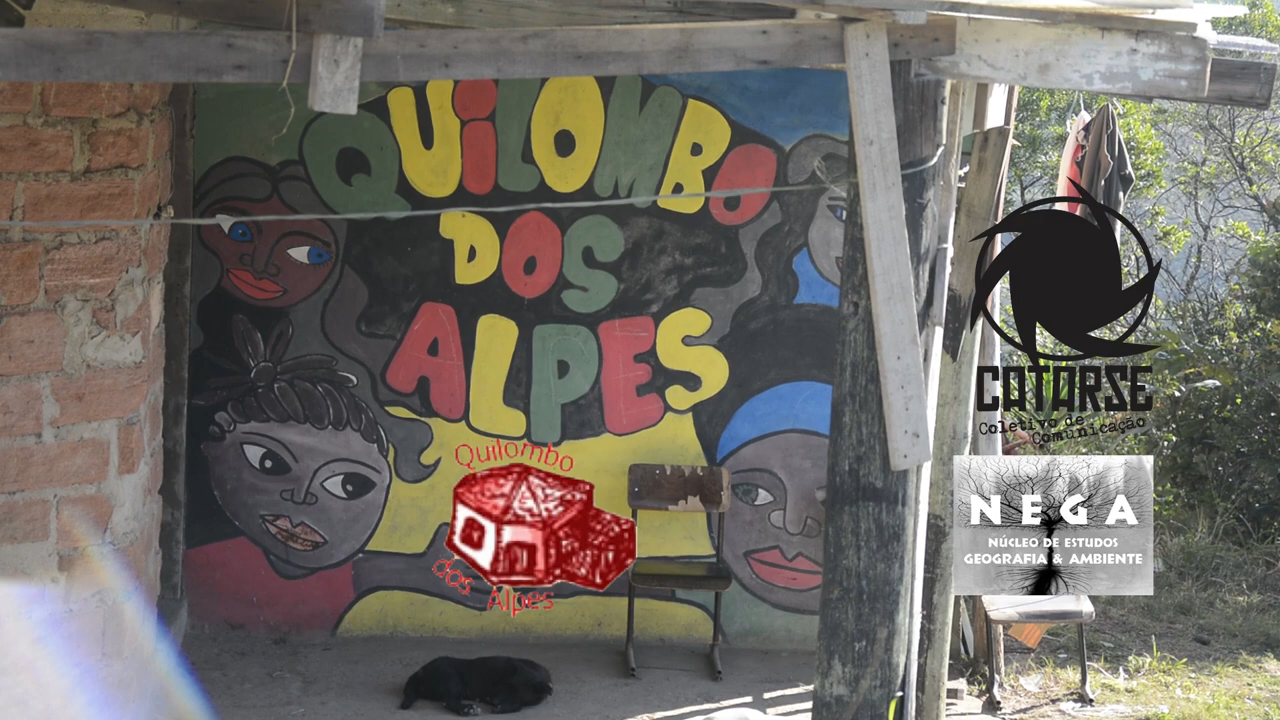 QUiLOMBO
DOS
ALPES
Quilombo
dos Alpes
CATARSE
Coletivo de
Comunicação
NEGA
NÚCLEO DE ESTUDOS
GEOGRAFIA & AMBIENTE